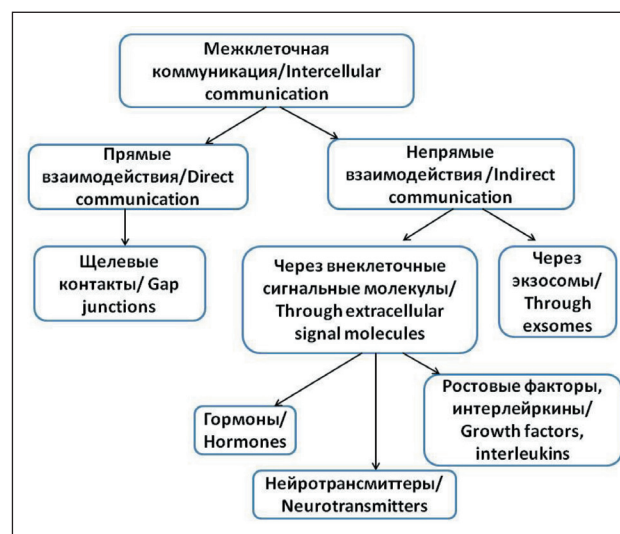 Межклеточная
коммуникация/Intercellular
communication
Прямые
взаимодействия/Direct
communication
Непрямые
взаимодействия /Indirect
communication
Щелевые
контакты/ Gap
junctions
Через внеклеточные
сигнальные молекулы/
Through extracellular
signal molecules
Через
экзосомы/
Through
exsomes
Гормоны/
Hormones
Ростовые факторы,
интерлейркины/
Growth factors,
interleukins
Нейротрансмиттеры/
Neurotransmitters